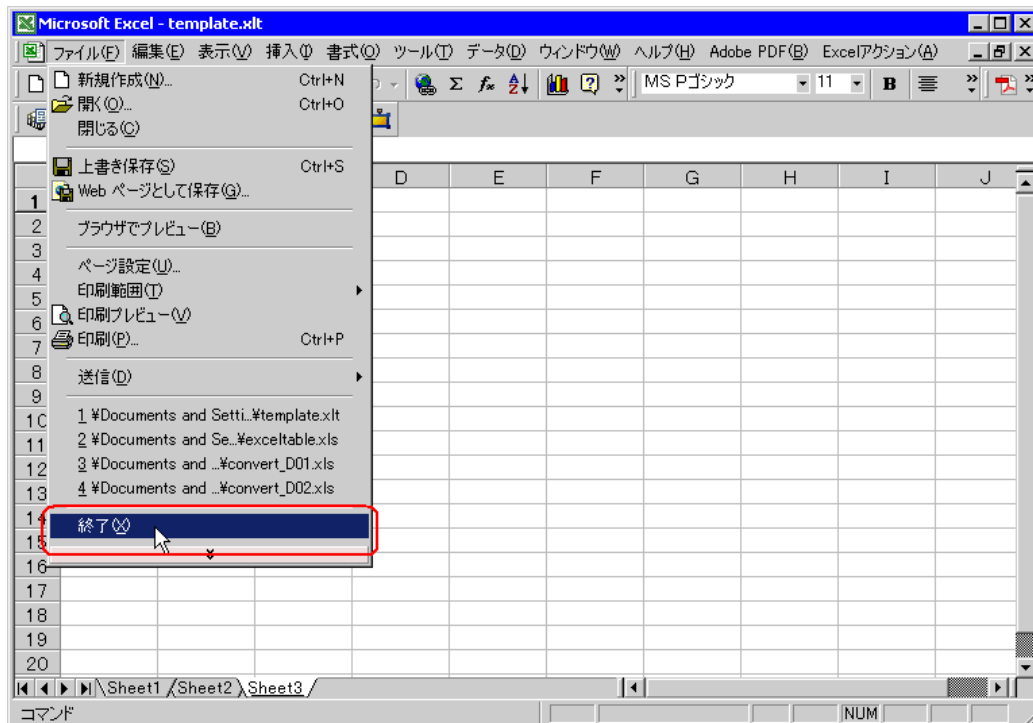 Microsoft Excel - template.xlt
ファイル(F) 編集(E) 表示(V) 挿入(I) 書式(O) ツール(T) データ(D) ウィンドウ(W) ヘルプ(H) Adobe PDF(B) Excelアクション(A)
Σ fx MS Pゴシック 11 B
新規作成(N)... Ctrl+N
開く(O)... Ctrl+O
閉じる(C)
上書き保存(S) Ctrl+S
Web ページとして保存(G)...
ブラウザでプレビュー(B)
ページ設定(U)...
印刷範囲(T)
印刷プレビュー(V)
印刷(P)... Ctrl+P
送信(D)
1 ¥Documents and Setti...¥template.xlt
2 ¥Documents and Se...¥exceltable.xls
3 ¥Documents and ...¥convert_D01.xls
4 ¥Documents and ...¥convert_D02.xls
終了(X)
D E F G H I J
1
2
3
4
5
6
7
8
9
10
11
12
13
14
15
16
17
18
19
20
Sheet1 Sheet2 Sheet3
コマンド NUM